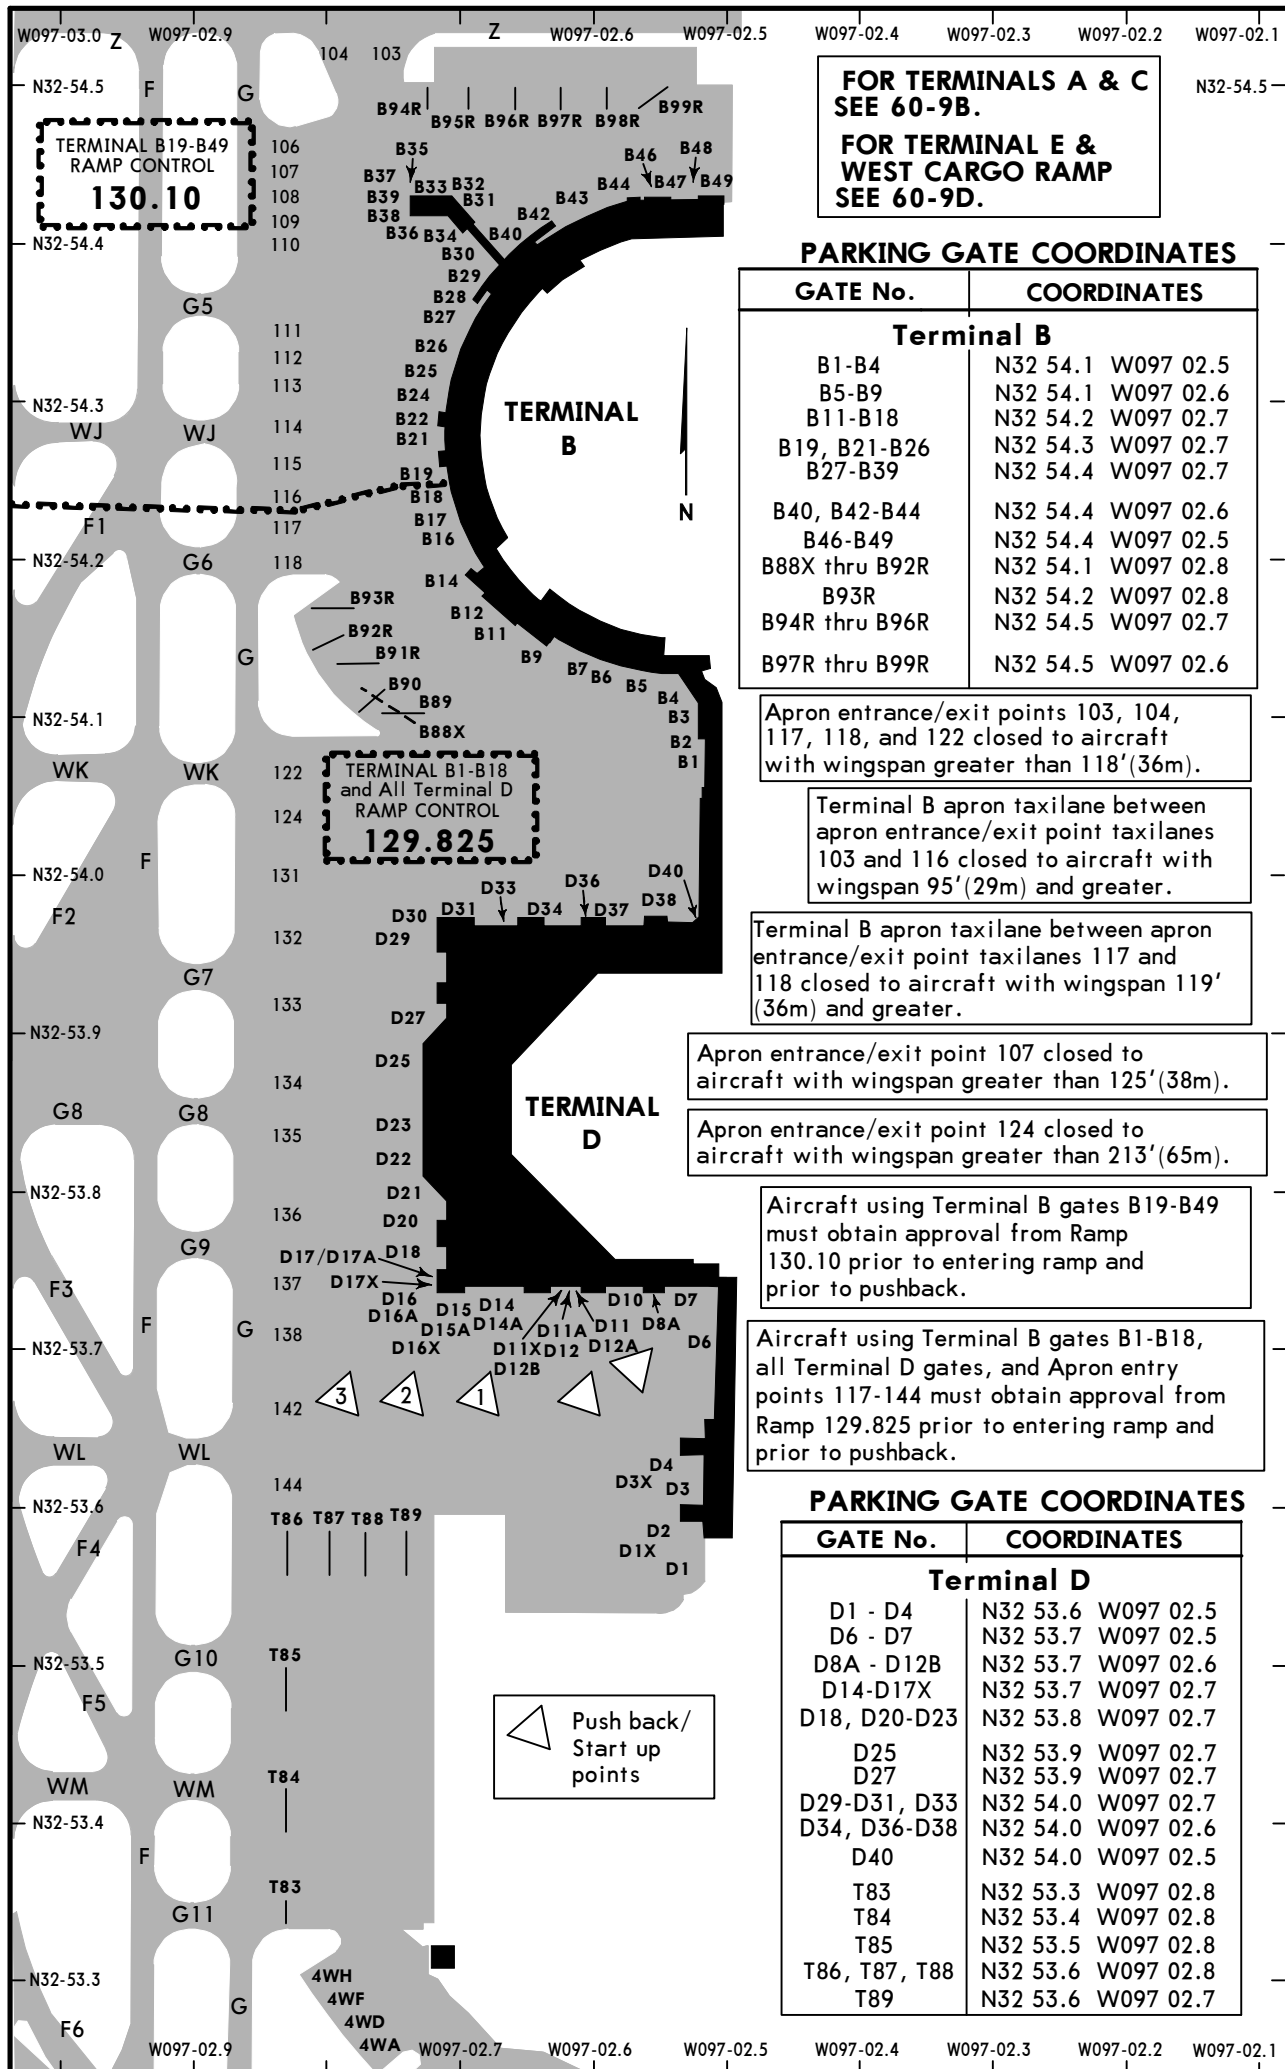 W097-03.0 Z W097-02.9 Z W097-02.6 W097-02.5 W097-02.4 W097-02.3 W097-02.2 W097-02.1
104 103
N32-54.5 F G
N32-54.5
FOR TERMINALS A & C
SEE 60-9B.
FOR TERMINAL E &
WEST CARGO RAMP
SEE 60-9D.
B94R B95R B96R B97R B98R B99R
TERMINAL B19-B49
RAMP CONTROL
130.10
106
107
108
109
110
B35
B37
B39
B38
B36
B33
B32
B31
B34
B30
B40
B42
B43
B44
B46
B47
B48
B49
B29
B28
B27
N32-54.4
G5
111
112
113
114
115
116
117
118
B26
B25
B24
B22
B21
B19
B18
B17
B16
B14
B12
B11
B9
B7
B6
B5
B4
B3
B2
B1
TERMINAL
B
N
N32-54.3
WJ WJ
F1
N32-54.2
G6
B93R
B92R
B91R
B90
B89
B88X
G
N32-54.1
WK WK
122
124
131
TERMINAL B1-B18
and All Terminal D
RAMP CONTROL
129.825
F
N32-54.0
F2
D40
D36
D33
D38
D37
D34
D31
D30
D29
132
G7
133
D27
N32-53.9
D25
134
G8 G8
135
D23
D22
TERMINAL
D
N32-53.8
D21
D20
136
G9
D18
D17/D17A
D17X
137
F3
D16
D16A
D15
D15A
D14
D14A
D16X
D11X
D12B
D11A
D12
D11
D12A
D10
D8A
D7
D6
F G 138
N32-53.7
3 2 1
142
WL WL
144
D4
D3X
D3
N32-53.6
T86 T87 T88 T89
F4
D2
D1X
D1
T85
G10
N32-53.5
F5
T84
WM WM
N32-53.4
F
T83
G11
N32-53.3
G
F6
4WH
4WF
4WD
4WA
Push back/
Start up
points
PARKING GATE COORDINATES
GATE No. COORDINATES
Terminal B
B1-B4 N32 54.1 W097 02.5
B5-B9 N32 54.1 W097 02.6
B11-B18 N32 54.2 W097 02.7
B19, B21-B26 N32 54.3 W097 02.7
B27-B39 N32 54.4 W097 02.7
B40, B42-B44 N32 54.4 W097 02.6
B46-B49 N32 54.4 W097 02.5
B88X thru B92R N32 54.1 W097 02.8
B93R N32 54.2 W097 02.8
B94R thru B96R N32 54.5 W097 02.7
B97R thru B99R N32 54.5 W097 02.6
Apron entrance/exit points 103, 104,
117, 118, and 122 closed to aircraft
with wingspan greater than 118'(36m).
Terminal B apron taxilane between
apron entrance/exit point taxilanes
103 and 116 closed to aircraft with
wingspan 95'(29m) and greater.
Terminal B apron taxilane between apron
entrance/exit point taxilanes 117 and
118 closed to aircraft with wingspan 119'
(36m) and greater.
Apron entrance/exit point 107 closed to
aircraft with wingspan greater than 125'(38m).
Apron entrance/exit point 124 closed to
aircraft with wingspan greater than 213'(65m).
Aircraft using Terminal B gates B19-B49
must obtain approval from Ramp
130.10 prior to entering ramp and
prior to pushback.
Aircraft using Terminal B gates B1-B18,
all Terminal D gates, and Apron entry
points 117-144 must obtain approval from
Ramp 129.825 prior to entering ramp and
prior to pushback.
PARKING GATE COORDINATES
GATE No. COORDINATES
Terminal D
D1 - D4 N32 53.6 W097 02.5
D6 - D7 N32 53.7 W097 02.5
D8A - D12B N32 53.7 W097 02.6
D14-D17X N32 53.7 W097 02.7
D18, D20-D23 N32 53.8 W097 02.7
D25 N32 53.9 W097 02.7
D27 N32 53.9 W097 02.7
D29-D31, D33 N32 54.0 W097 02.7
D34, D36-D38 N32 54.0 W097 02.6
D40 N32 54.0 W097 02.5
T83 N32 53.3 W097 02.8
T84 N32 53.4 W097 02.8
T85 N32 53.5 W097 02.8
T86, T87, T88 N32 53.6 W097 02.8
T89 N32 53.6 W097 02.7
W097-02.9 W097-02.7 W097-02.6 W097-02.5 W097-02.4 W097-02.3 W097-02.2 W097-02.1